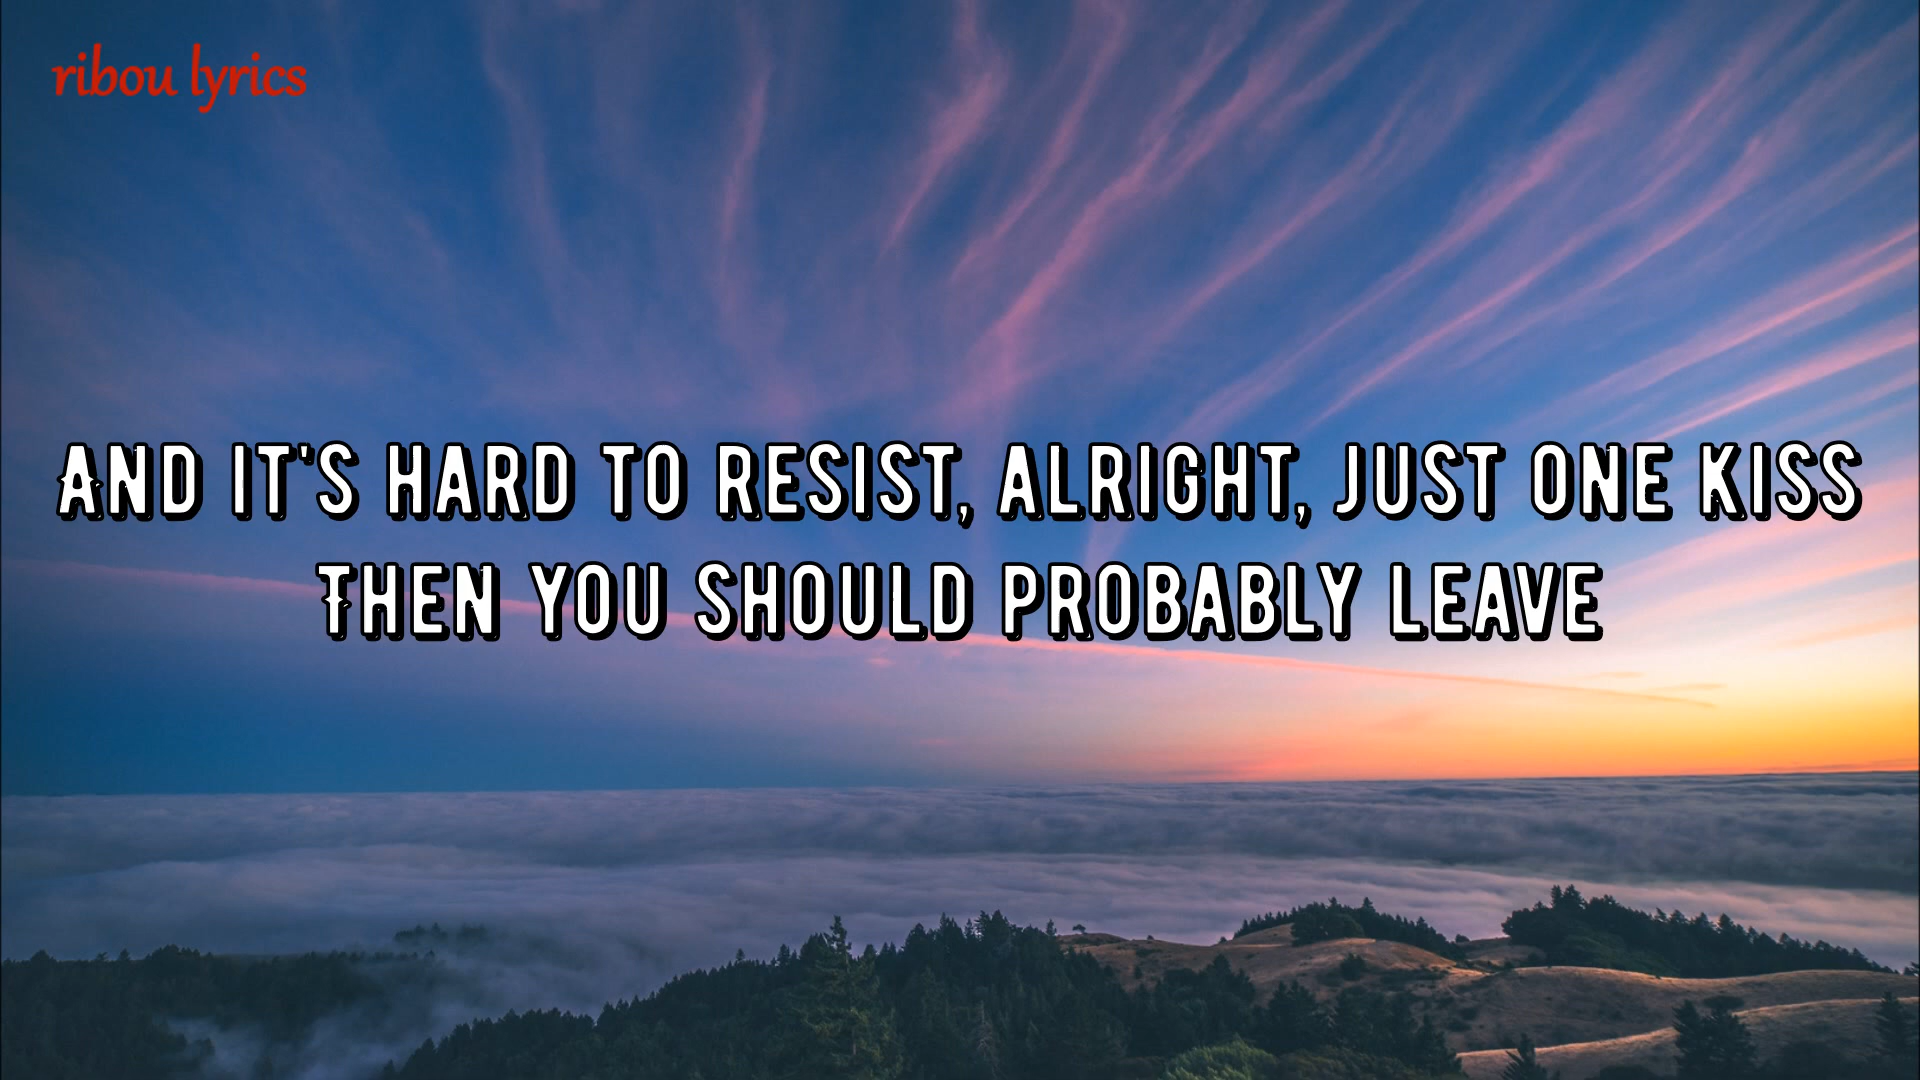 ribou lyrics
AND IT'S HARD TO RESIST, ALRIGHT, JUST ONE KISS
THEN YOU SHOULD PROBABLY LEAVE